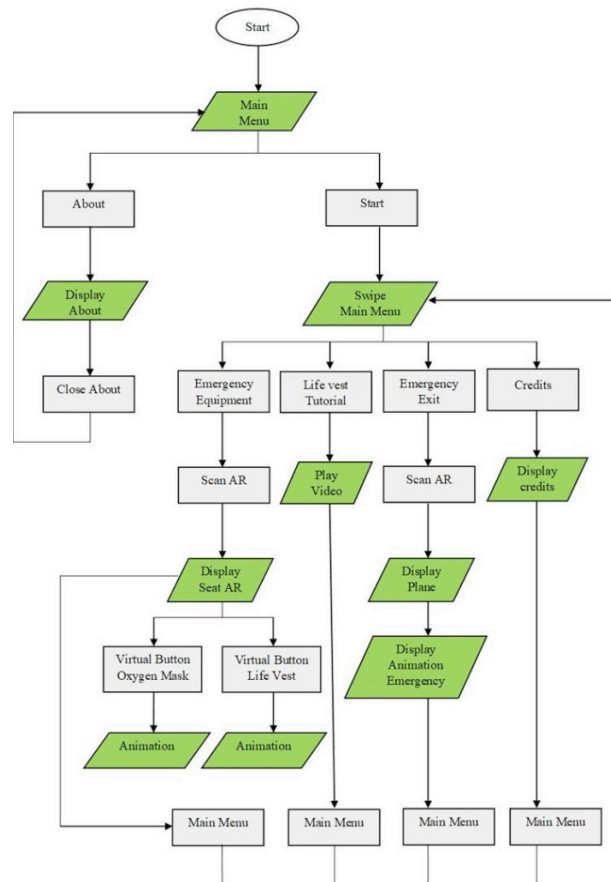 Start
Main
Menu
About
Start
Display
About
Swipe
Main Menu
Close About
Emergency
Equipment
Life vest
Tutorial
Emergency
Exit
Credits
Scan AR
Play
Video
Scan AR
Display
credits
Display
Seat AR
Display
Plane
Virtual Button
Oxygen Mask
Virtual Button
Life Vest
Display
Animation
Emergency
Animation
Animation
Main Menu
Main Menu
Main Menu
Main Menu